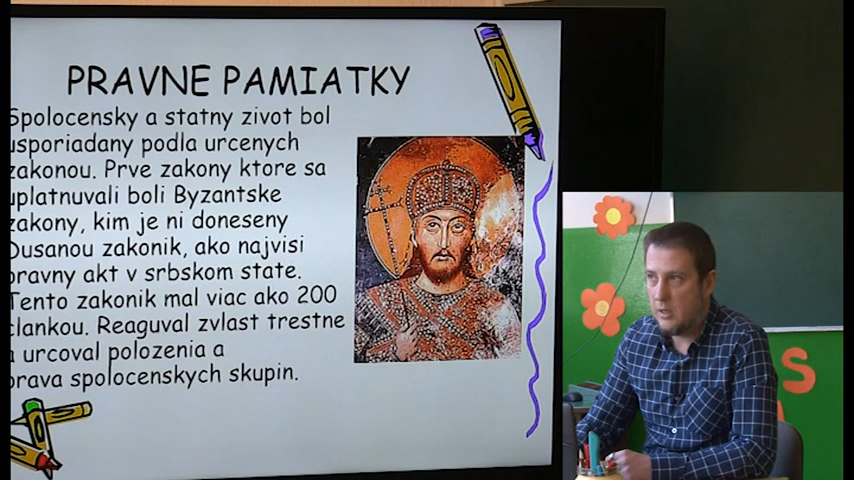 PRAVNE PAMIATKY
Spolocensky a statny zivot bol
usporiadany podla urcenych
zakonou. Prve zakony ktore sa
uplatnuvali boli Byzantske
zakony, kim je ni doneseny
Dusanou zakonik, ako najvisi
pravny akt v srbskom state.
Tento zakonik mal viac ako 200
clankou. Reaguval zvlast trestne
a urcoval polozenia a
prava spolocenskych skupin.
S